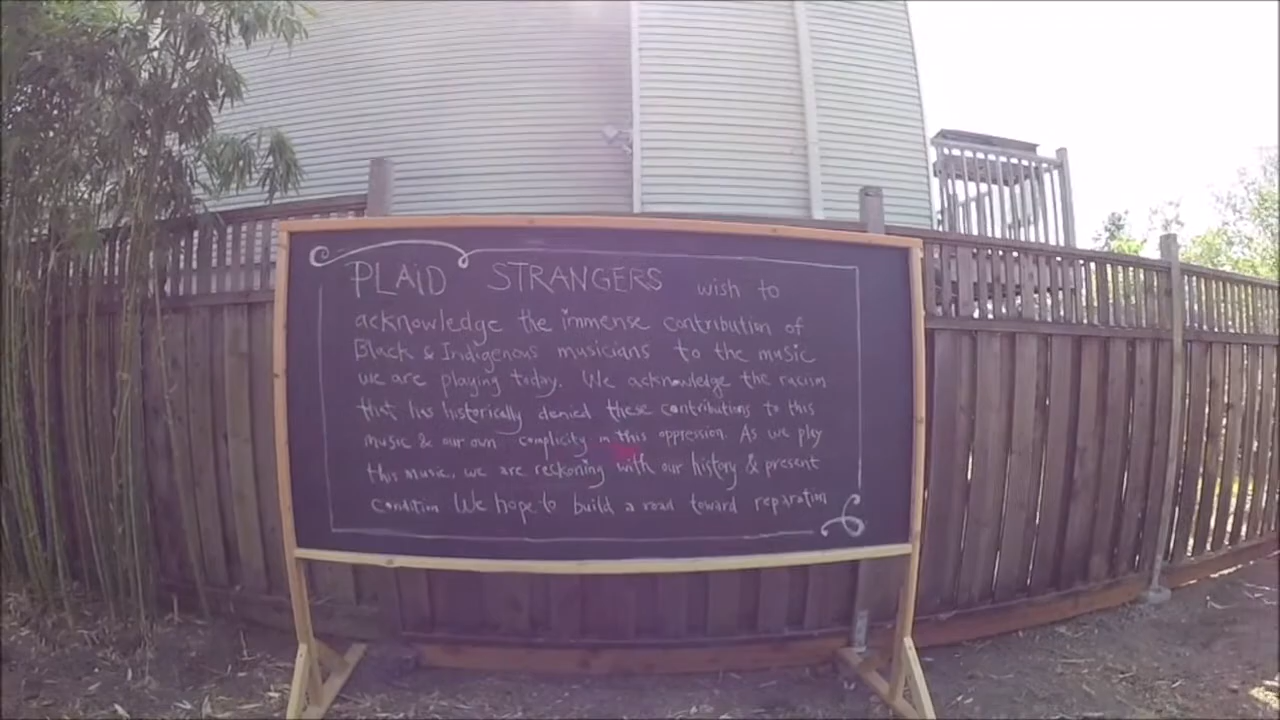 PLAID STRANGERS wish to
acknowledge the immense contribution of
Black & Indigenous musicians to the music
we are playing today. We acknowledge the racism
that has historically denied these contributions to this
music & our own complicity in this oppression. As we play
this music, we are reckoning with our history & present
condition We hope to build a road toward reparation